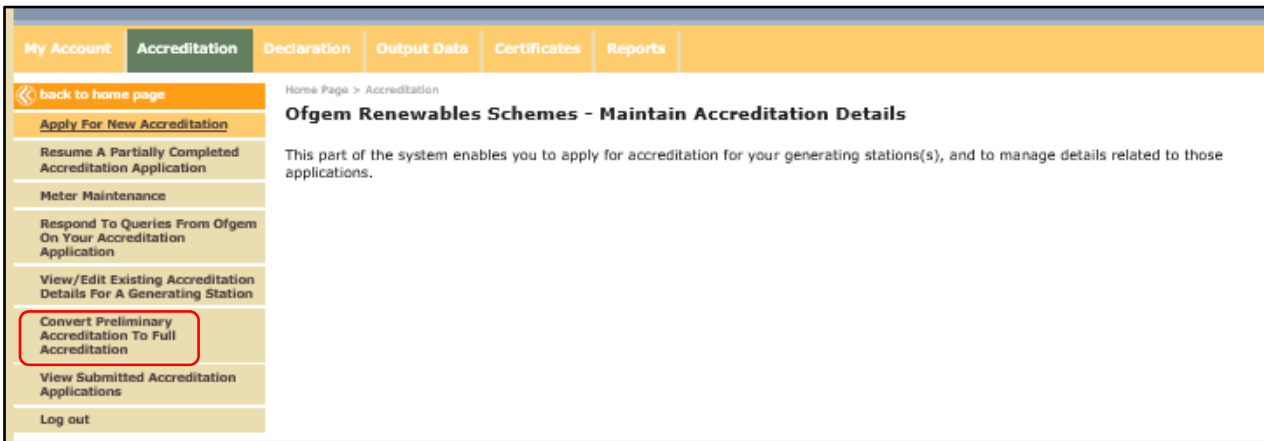 My Account Accreditation Declaration Output Data Certificates Reports
back to home page
Apply For New Accreditation
Resume A Partially Completed
Accreditation Application
Meter Maintenance
Respond To Queries From Ofgem
On Your Accreditation
Application
View/Edit Existing Accreditation
Details For A Generating Station
Convert Preliminary
Accreditation To Full
Accreditation
View Submitted Accreditation
Applications
Log out
Home Page > Accreditation
Ofgem Renewables Schemes - Maintain Accreditation Details
This part of the system enables you to apply for accreditation for your generating stations(s), and to manage details related to those
applications.